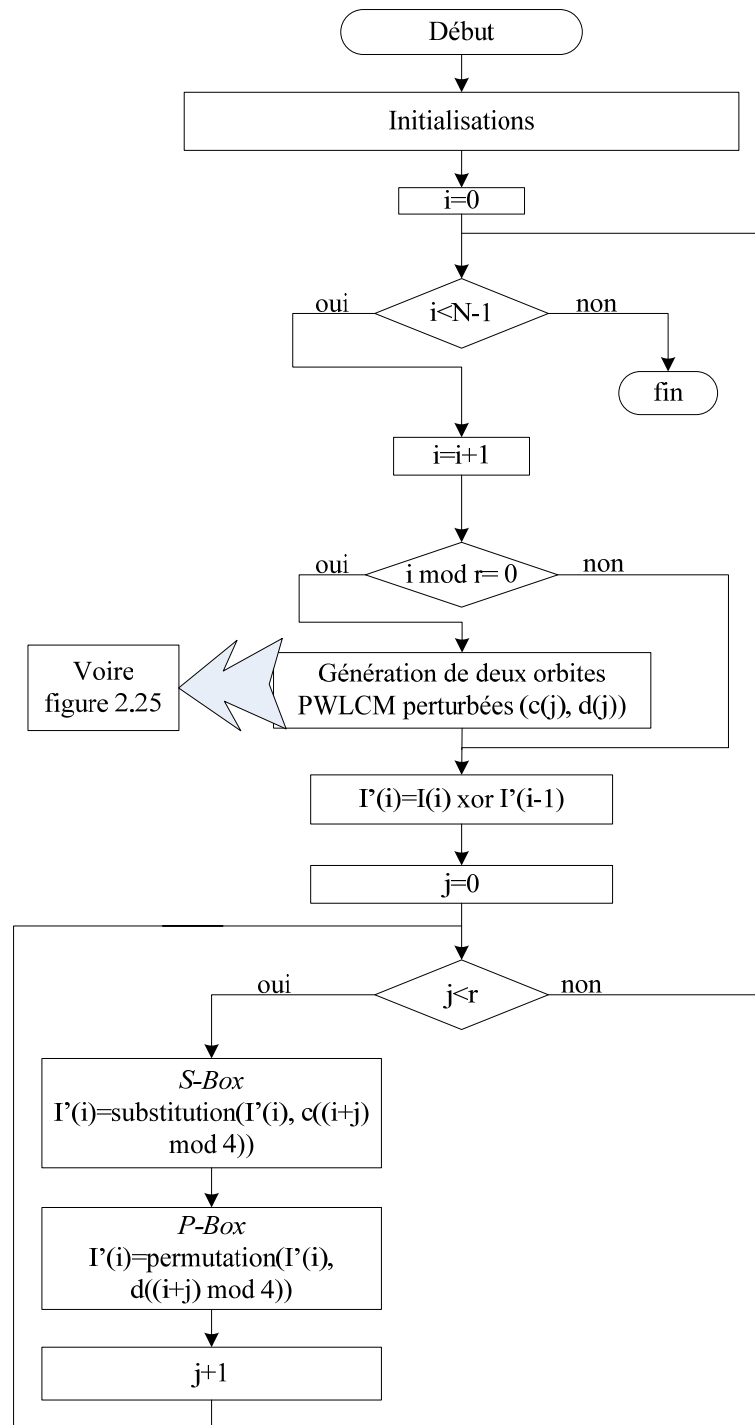 Début
Initialisations
i=0
oui
i<N-1
non
fin
i=i+1
oui
i mod r= 0
non
Voire
figure 2.25
Génération de deux orbites
PWLCM perturbées (c(j), d(j))
I'(i)=I(i) xor I'(i-1)
j=0
oui
j<r
non
S-Box
I'(i)=substitution(I'(i), c((i+j)
mod 4))
P-Box
I'(i)=permutation(I'(i),
d((i+j) mod 4))
j+1